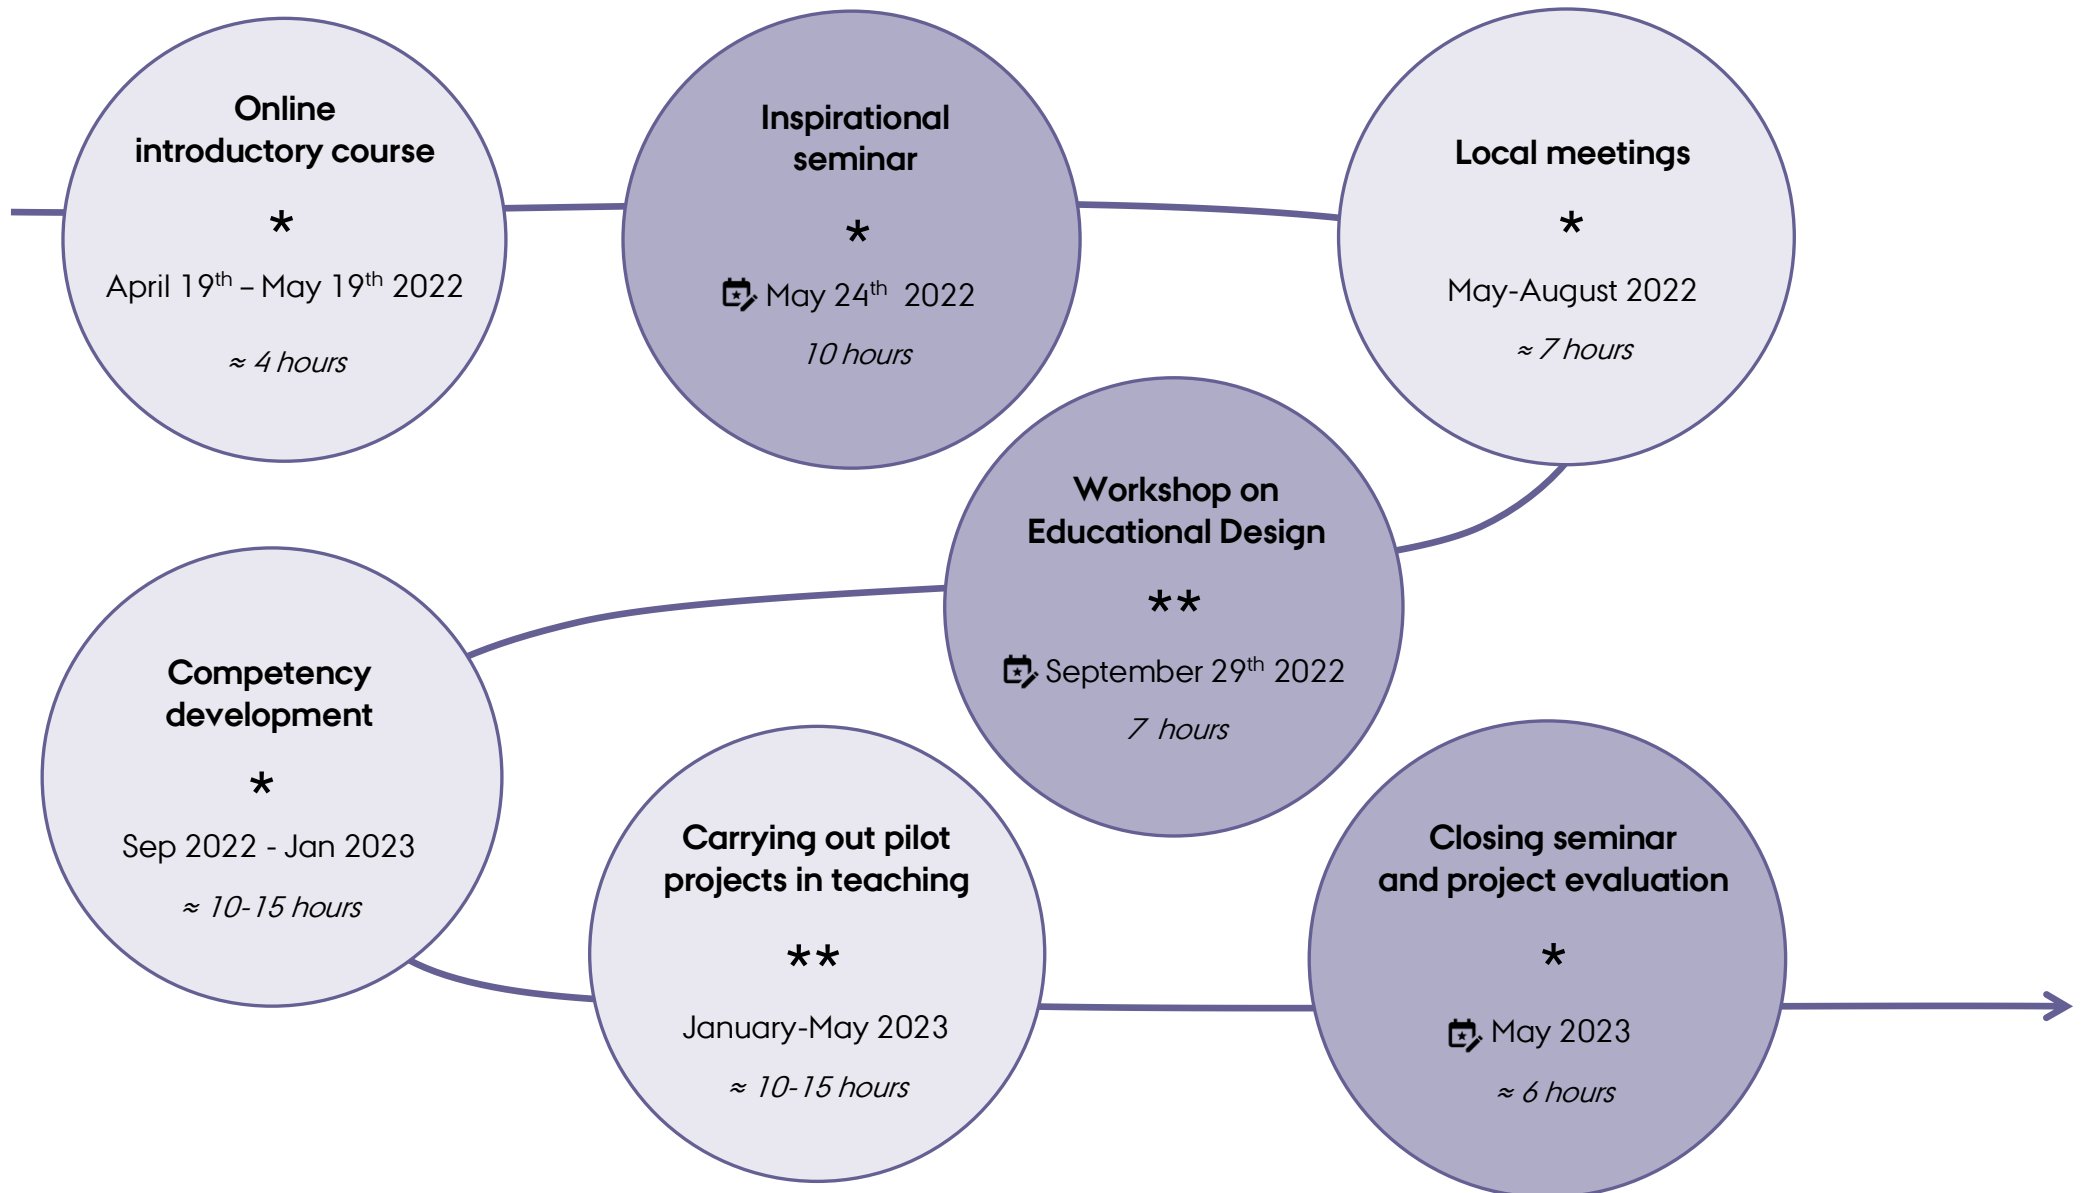 Online
introductory course
*
April 19th – May 19th 2022
≈ 4 hours
Inspirational
seminar
*
May 24th 2022
10 hours
Local meetings
*
May-August 2022
≈ 7 hours
Workshop on
Educational Design
**
September 29th 2022
7 hours
Competency
development
*
Sep 2022 - Jan 2023
≈ 10-15 hours
Carrying out pilot
projects in teaching
**
January-May 2023
≈ 10-15 hours
Closing seminar
and project evaluation
*
May 2023
≈ 6 hours